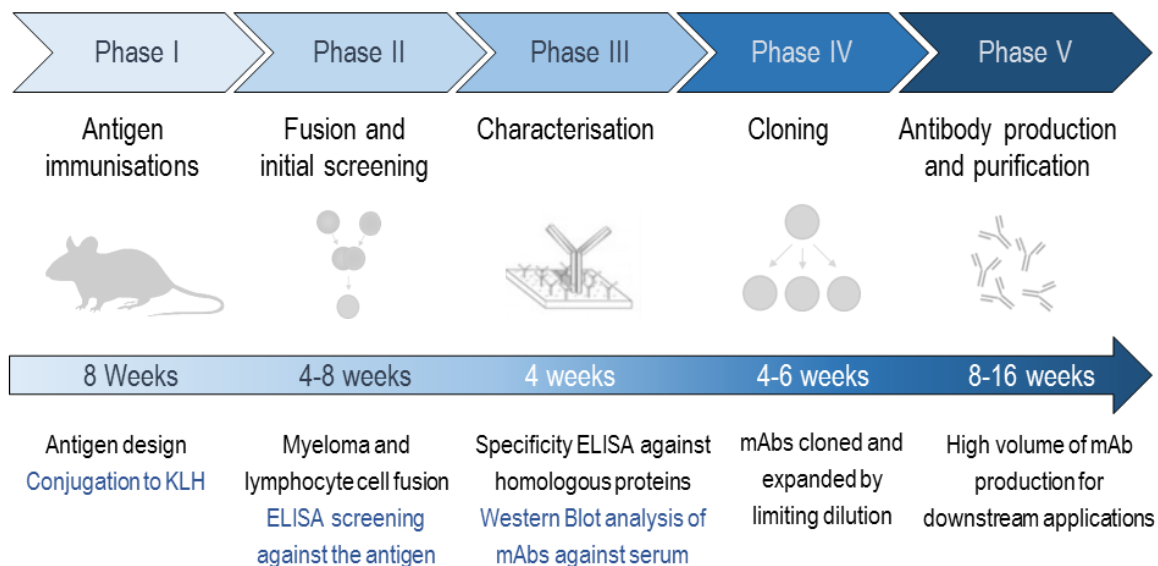 Phase I
Phase II
Phase III
Phase IV
Phase V
Antigen
immunisations
Fusion and
initial screening
Characterisation
Cloning
Antibody production
and purification
8 Weeks
4-8 weeks
4 weeks
4-6 weeks
8-16 weeks
Antigen design
Conjugation to KLH
Myeloma and
lymphocyte cell fusion
ELISA screening
against the antigen
Specificity ELISA against
homologous proteins
Western Blot analysis of
mAbs against serum
mAbs cloned and
expanded by
limiting dilution
High volume of mAb
production for
downstream applications